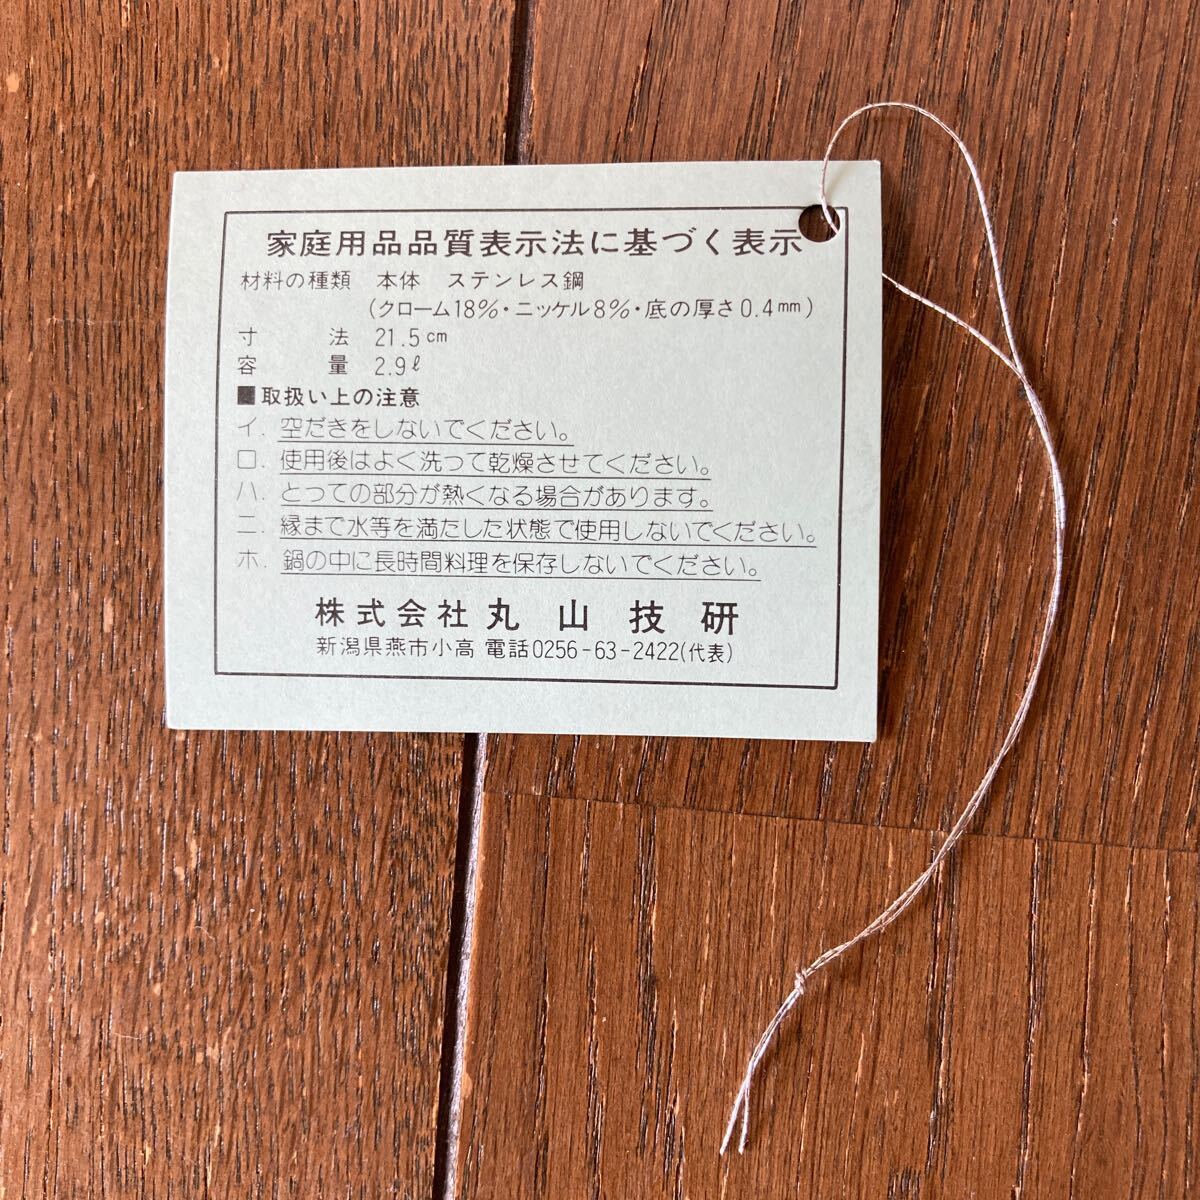 家庭用品品質表示法に基づく表示
材料の種類 本体 ステンレス鋼
(クローム18%・ニッケル8%・底の厚さ0.4mm)
寸法 21.5cm
容量 2.9ℓ
■取扱い上の注意
イ. 空だきをしないでください。
ロ. 使用後はよく洗って乾燥させてください。
ハ. とっての部分が熱くなる場合があります。
ニ. 縁まで水等を満たした状態で使用しないでください。
ホ. 鍋の中に長時間料理を保存しないでください。
株式会社丸山技研
新潟県燕市小高 電話0256-63-2422(代表)